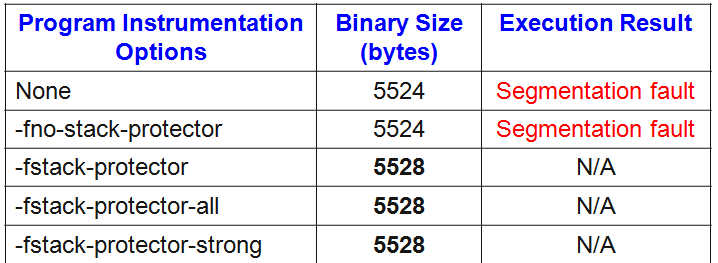 Program Instrumentation Options Binary Size (bytes) Execution Result
None 5524 Segmentation fault
-fno-stack-protector 5524 Segmentation fault
-fstack-protector 5528 N/A
-fstack-protector-all 5528 N/A
-fstack-protector-strong 5528 N/A